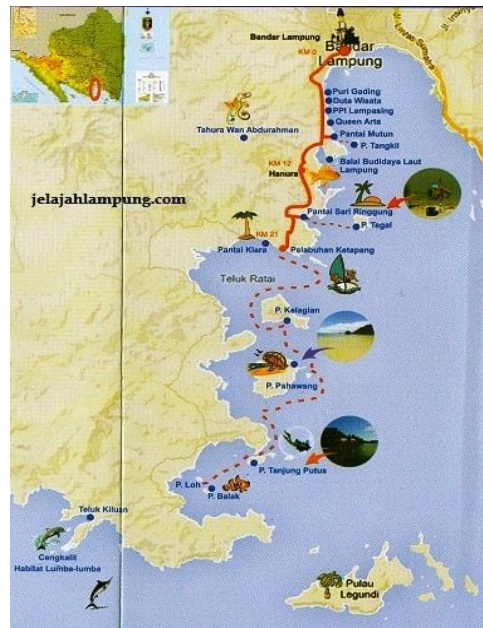 Bandar Lampung
KM 0
Bandar
Lampung
Jl. Lintas Sumatra
Puri Gading
Duta Wisata
PPI Lempasing
Queen Arta
Tahura Wan Abdurahman
Pantai Mutun
P. Tangkil
KM 12
Hanura
Balai Budidaya Laut
Lampung
jelajahlampung.com
Pantai Sari Ringgung
KM 21
P. Tegal
Pantai Klara
Pelabuhan Ketapang
Teluk Ratai
P. Kelagian
P. Pahawang
P. Tanjung Putus
P. Loh
P. Balak
Teluk Kiluan
Cengkalit
Habitat Lumba-lumba
Pulau
Legundi